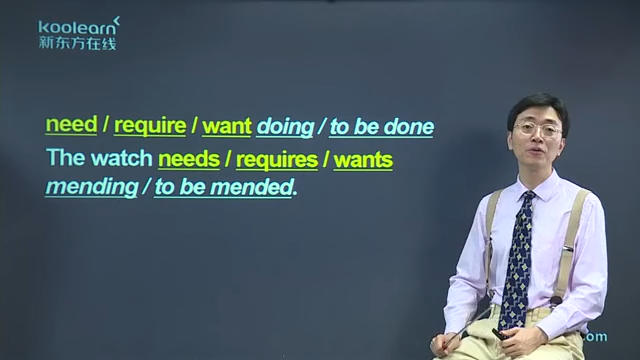 koolearn
新东方在线
need / require / want doing / to be done
The watch needs / requires / wants
mending / to be mended.
om